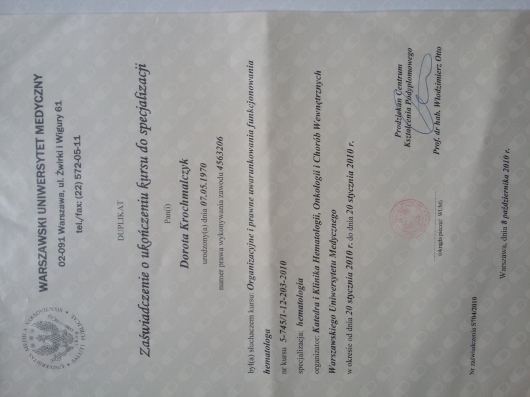 WARSZAWSKI UNIWERSYTET MEDYCZNY
02-091 Warszawa, ul. Żwirki i Wigury 61
tel./fax: (22) 572-05-11
DUPLIKAT
Zaświadczenie o ukończeniu kursu do specjalizacji
Pan(i)
Dorota Krochmalczyk
urodzony(a) dnia 07.05.1970
numer prawa wykonywania zawodu 4563206
był(a) słuchaczem kursu: Organizacyjne i prawne uwarunkowania funkcjonowania
hematologa
nr kursu 5-745/1-12-203-2010
specjalizacja: hematologia
organizator: Katedra i Klinika Hematologii, Onkologii i Chorób Wewnętrznych
Warszawskiego Uniwersytetu Medycznego
w okresie od dnia 20 stycznia 2010 r. do dnia 20 stycznia 2010 r.
Prodziekan Centrum
Kształcenia Podyplomowego
Prof. dr hab. Włodzimierz Otto
Warszawa, dnia 8 października 2010 r.
Nr zaświadczenia